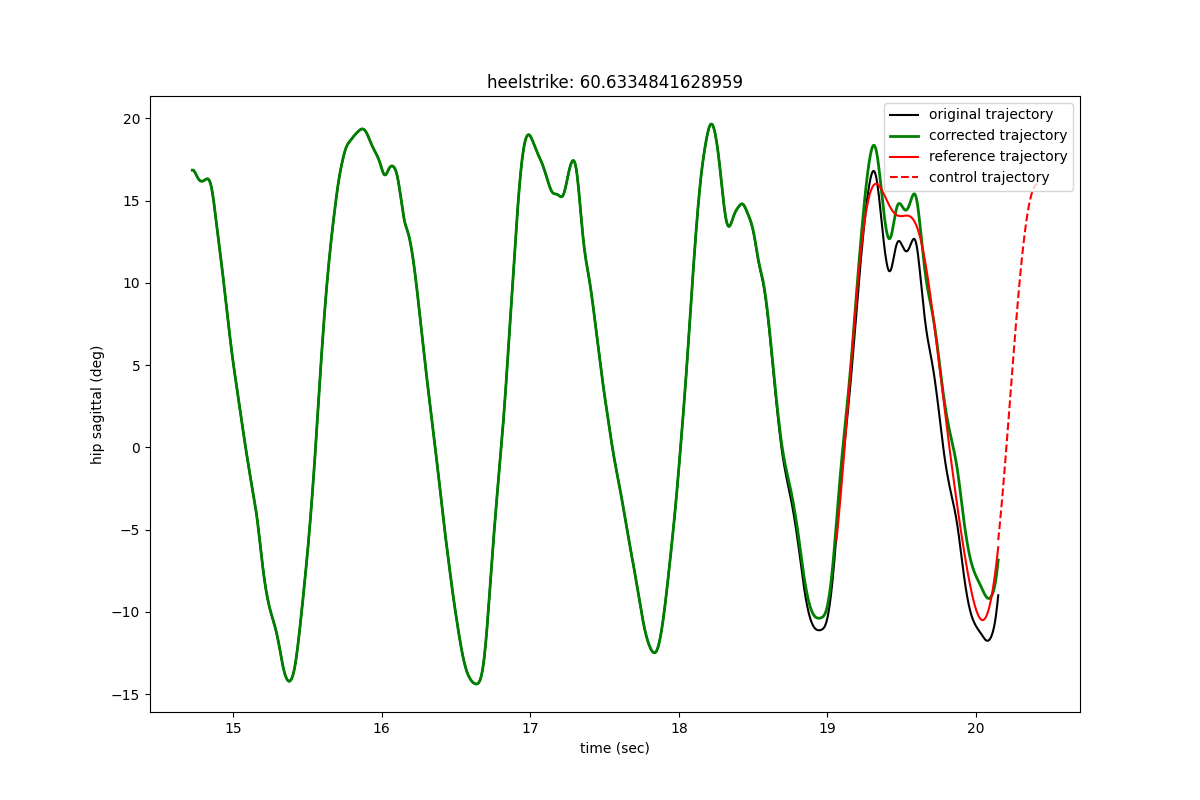 heelstrike: 60.6334841628959
original trajectory
corrected trajectory
reference trajectory
control trajectory
20
15
10
5
0
−5
−10
−15
hip sagittal (deg)
15 16 17 18 19 20
time (sec)